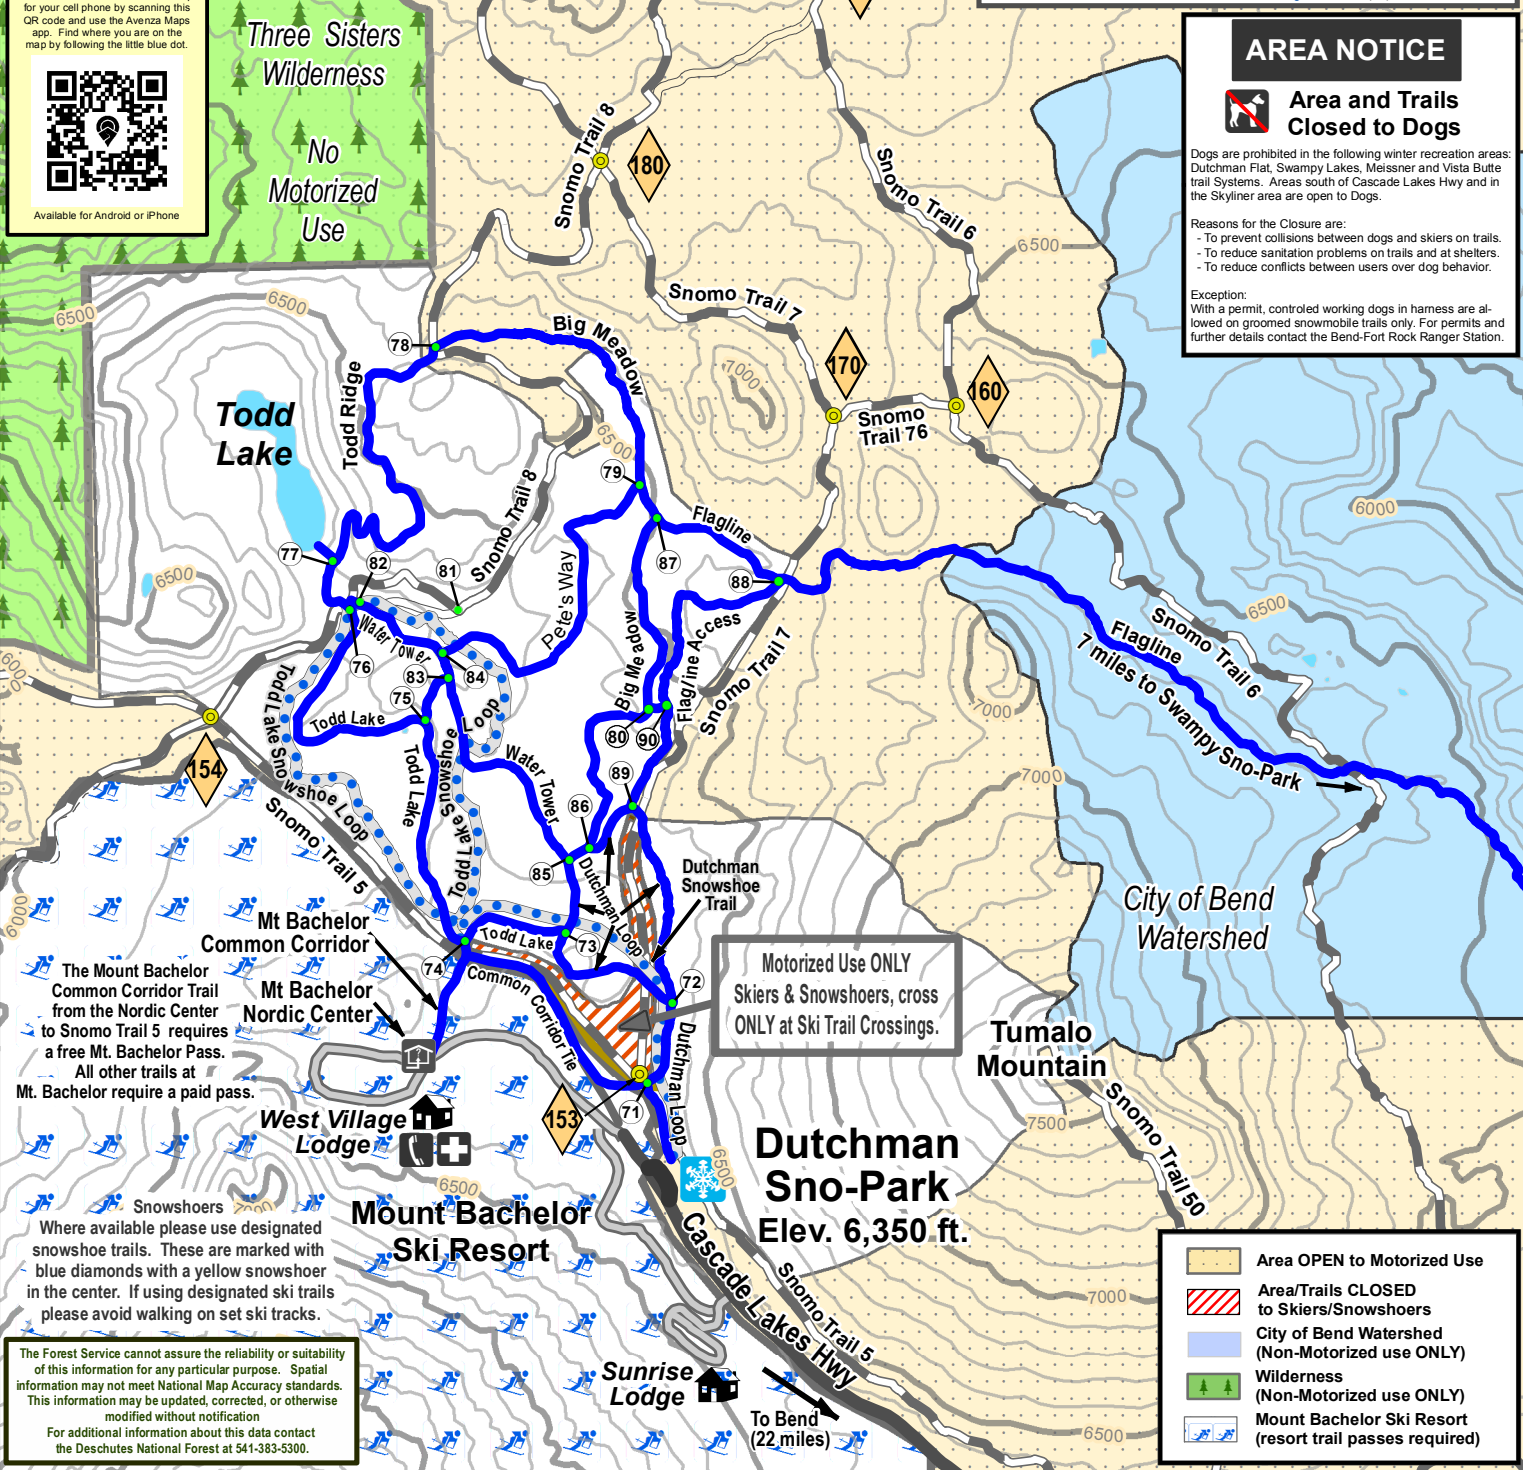 for your cell phone by scanning this
QR code and use the Avenza Maps
app. Find where you are on the
map by following the little blue dot.
Available for Android or iPhone
Three Sisters
Wilderness
No
Motorized
Use
AREA NOTICE
Area and Trails
Closed to Dogs
Dogs are prohibited in the following winter recreation areas:
Dutchman Flat, Swampy Lakes, Meissner and Vista Butte
trail Systems. Areas south of Cascade Lakes Hwy and in
the Skyliner area are open to Dogs.
Reasons for the Closure are:
- To prevent collisions between dogs and skiers on trails.
- To reduce sanitation problems on trails and at shelters.
- To reduce conflicts between users over dog behavior.
Exception:
With a permit, controled working dogs in harness are al-
lowed on groomed snowmobile trails only. For permits and
further details contact the Bend-Fort Rock Ranger Station.
Snomo Trail 8
180
Snomo Trail 6
6500
Snomo Trail 7
6500
6500
78
Big Meadow
170
160
7000
Todd Ridge
Todd
Lake
Snomo
Trail 76
6500
79
Snomo Trail 8
Flagline
6000
77
82
81
87
88
6500
Pete's Way
Water Tower
Big Meadow
Flagline Access
Snomo Trail 7
6500
Snomo Trail 6
Flagline
7 miles to Swampy Sno-Park
76
83
84
75
6600
Todd Lake Snowshoe Loop
Todd Lake
80
90
7000
154
Todd Lake
Todd Lake Snowshoe Loop
Water Tower
89
7000
86
Snomo Trail 5
85
Dutchman Loop
Dutchman
Snowshoe
Trail
City of Bend
Watershed
6000
Mt Bachelor
Common Corridor
Todd Lake
73
74
72
The Mount Bachelor
Common Corridor Trail
from the Nordic Center
to Snomo Trail 5 requires
a free Mt. Bachelor Pass.
All other trails at
Mt. Bachelor require a paid pass.
Mt Bachelor
Nordic Center
Common Corridor Tie
Motorized Use ONLY
Skiers & Snowshoers, cross
ONLY at Ski Trail Crossings.
Tumalo
Mountain
Dutchman Loop
153
71
West Village
Lodge
7500
Snomo Trail 50
Dutchman
Sno-Park
Elev. 6,350 ft.
6500
6500
7000
Mount Bachelor
Ski Resort
Snowshoers
Where available please use designated
snowshoe trails. These are marked with
blue diamonds with a yellow snowshoer
in the center. If using designated ski trails
please avoid walking on set ski tracks.
Cascade Lakes Hwy
Snomo Trail 5
7000
Sunrise
Lodge
To Bend
(22 miles)
6500
The Forest Service cannot assure the reliability or suitability
of this information for any particular purpose. Spatial
information may not meet National Map Accuracy standards.
This information may be updated, corrected, or otherwise
modified without notification
For additional information about this data contact
the Deschutes National Forest at 541-383-5300.
Area OPEN to Motorized Use
Area/Trails CLOSED
to Skiers/Snowshoers
City of Bend Watershed
(Non-Motorized use ONLY)
Wilderness
(Non-Motorized use ONLY)
Mount Bachelor Ski Resort
(resort trail passes required)